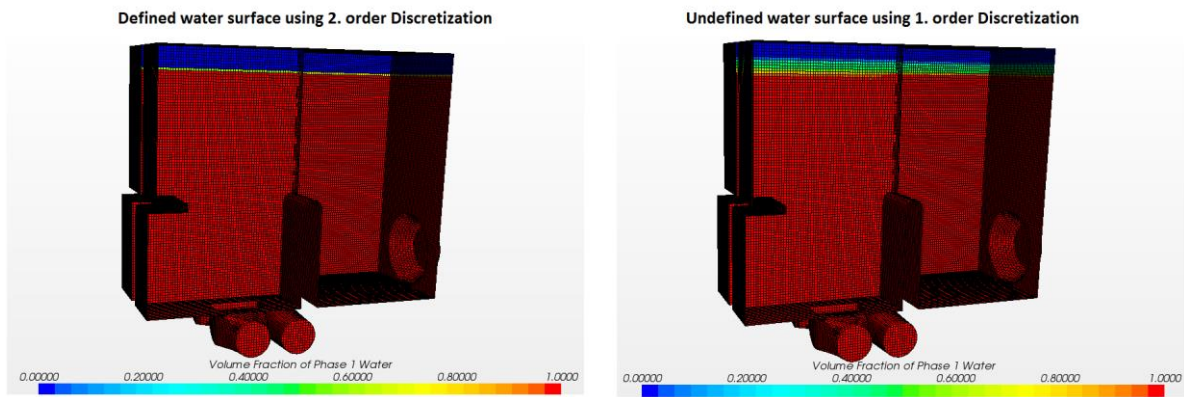 Defined water surface using 2. order Discretization
Volume Fraction of Phase 1 Water
0.00000 0.20000 0.40000 0.60000 0.80000 1.0000
Undefined water surface using 1. order Discretization
Volume Fraction of Phase 1 Water
0.00000 0.20000 0.40000 0.60000 0.80000 1.0000